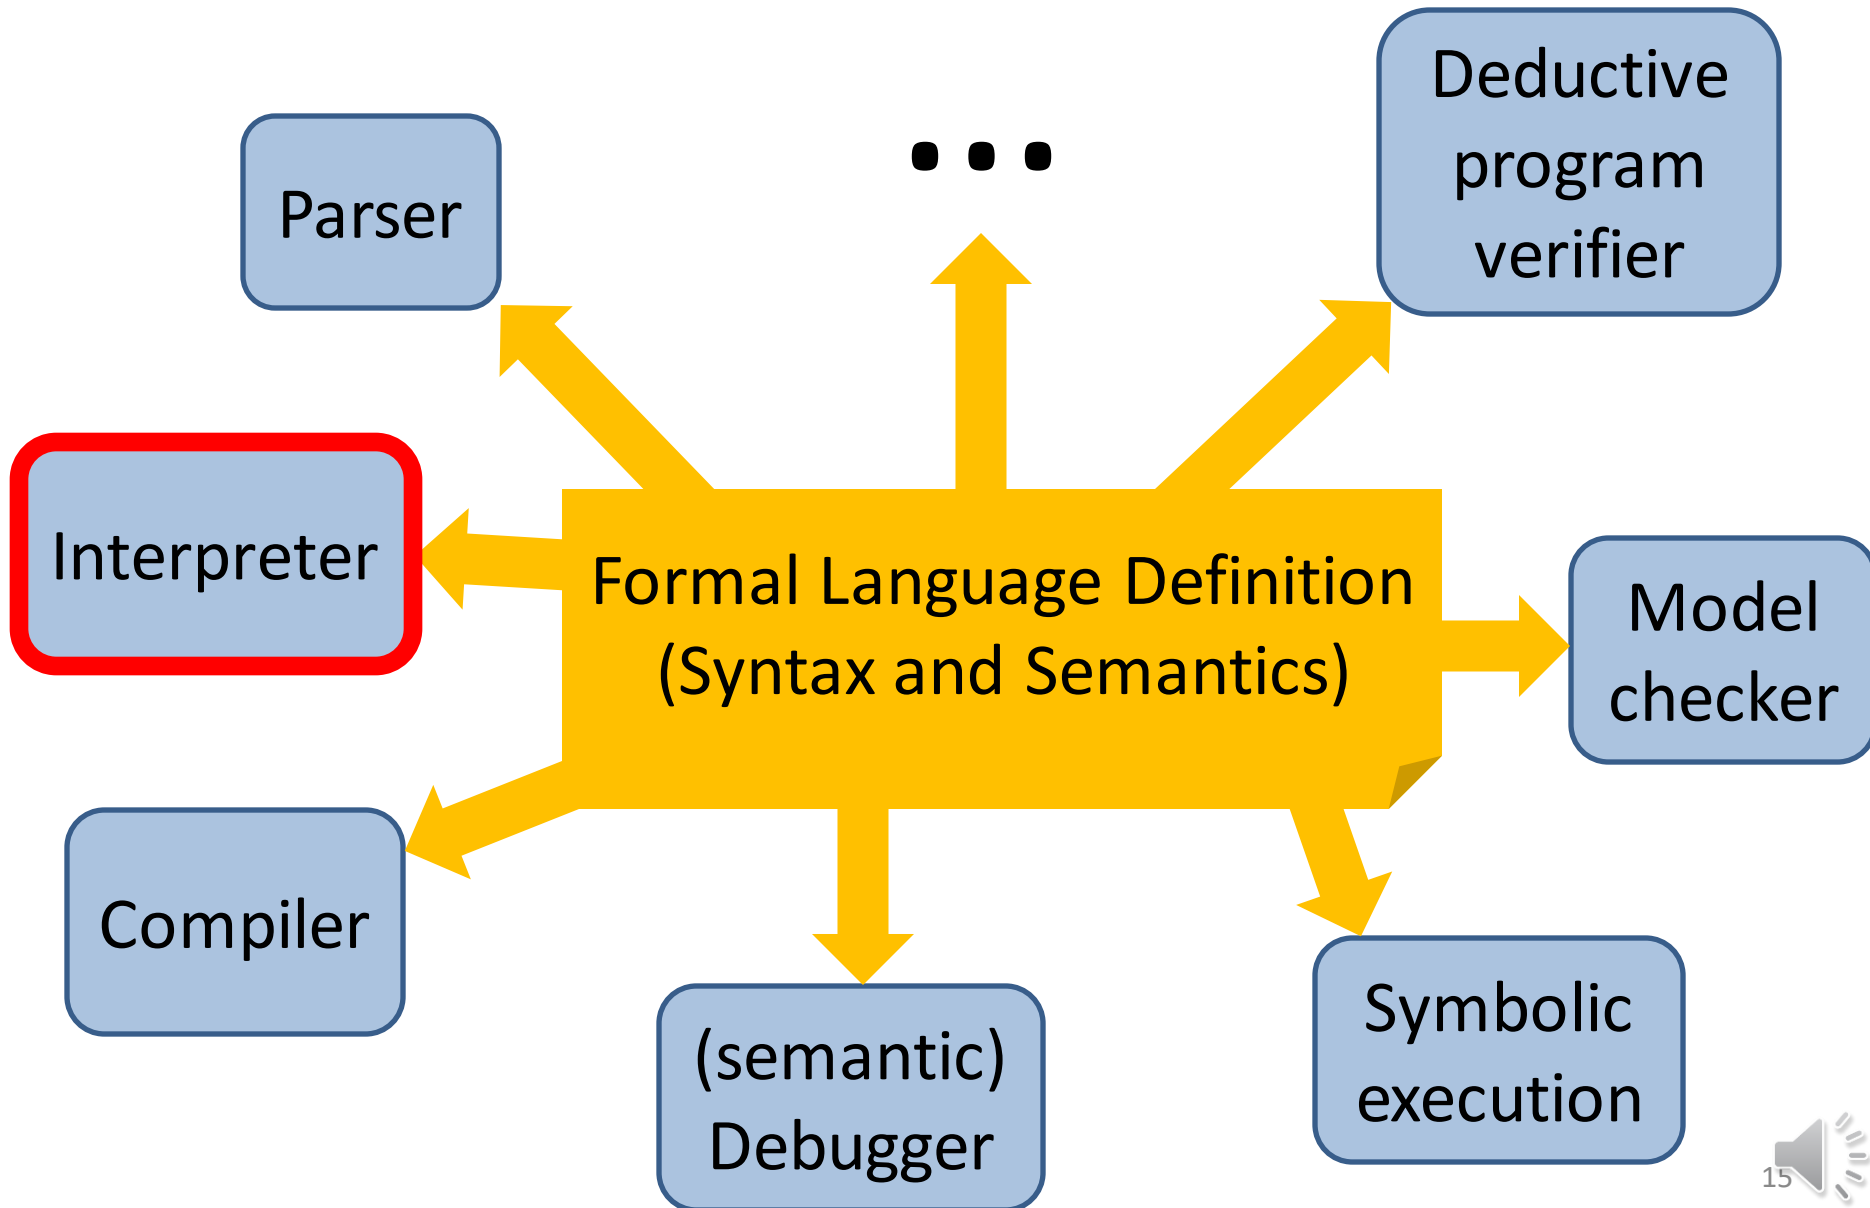 Deductive
program
verifier
...
Parser
Interpreter
Formal Language Definition
(Syntax and Semantics)
Model
checker
Compiler
(semantic)
Debugger
Symbolic
execution
15